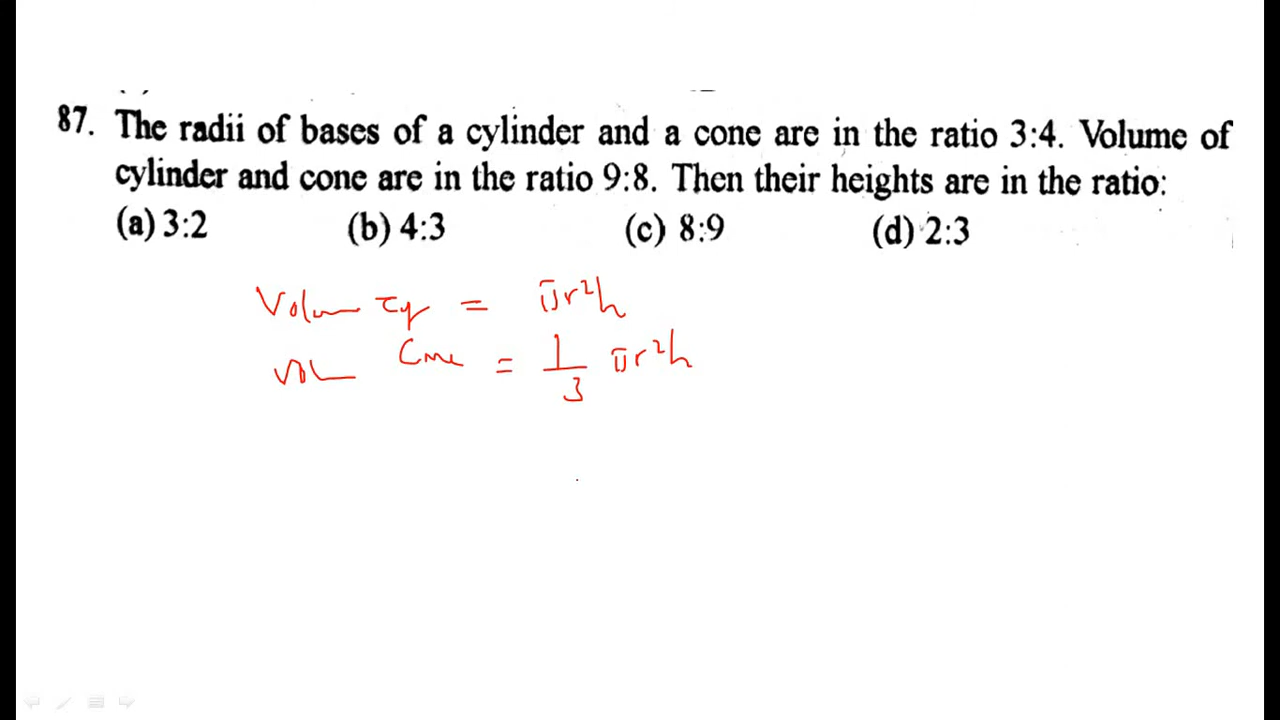 87. The radii of bases of a cylinder and a cone are in the ratio 3:4. Volume of
cylinder and cone are in the ratio 9:8. Then their heights are in the ratio:
(a) 3:2 (b) 4:3 (c) 8:9 (d) 2:3
Volum Cy = πr²h
Vol Cone = 1/3 πr²h